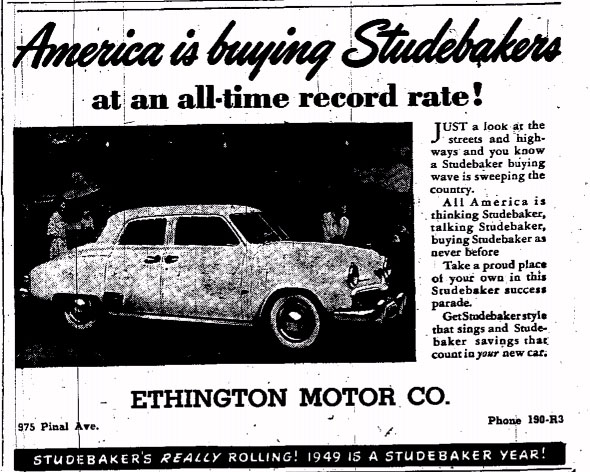 America is buying Studebakers
at an all-time record rate!
JUST a look at the
streets and high-
ways and you know
a Studebaker buying
wave is sweeping the
country.
All America is
thinking Studebaker,
talking Studebaker,
buying Studebaker as
never before
Take a proud place
of your own in this
Studebaker success
parade.
Get Studebaker style
that sings and Stude-
baker savings that
count in your new car.
ETHINGTON MOTOR CO.
975 Pinal Ave.
Phone 190-R3
STUDEBAKER'S REALLY ROLLING! 1949 IS A STUDEBAKER YEAR!